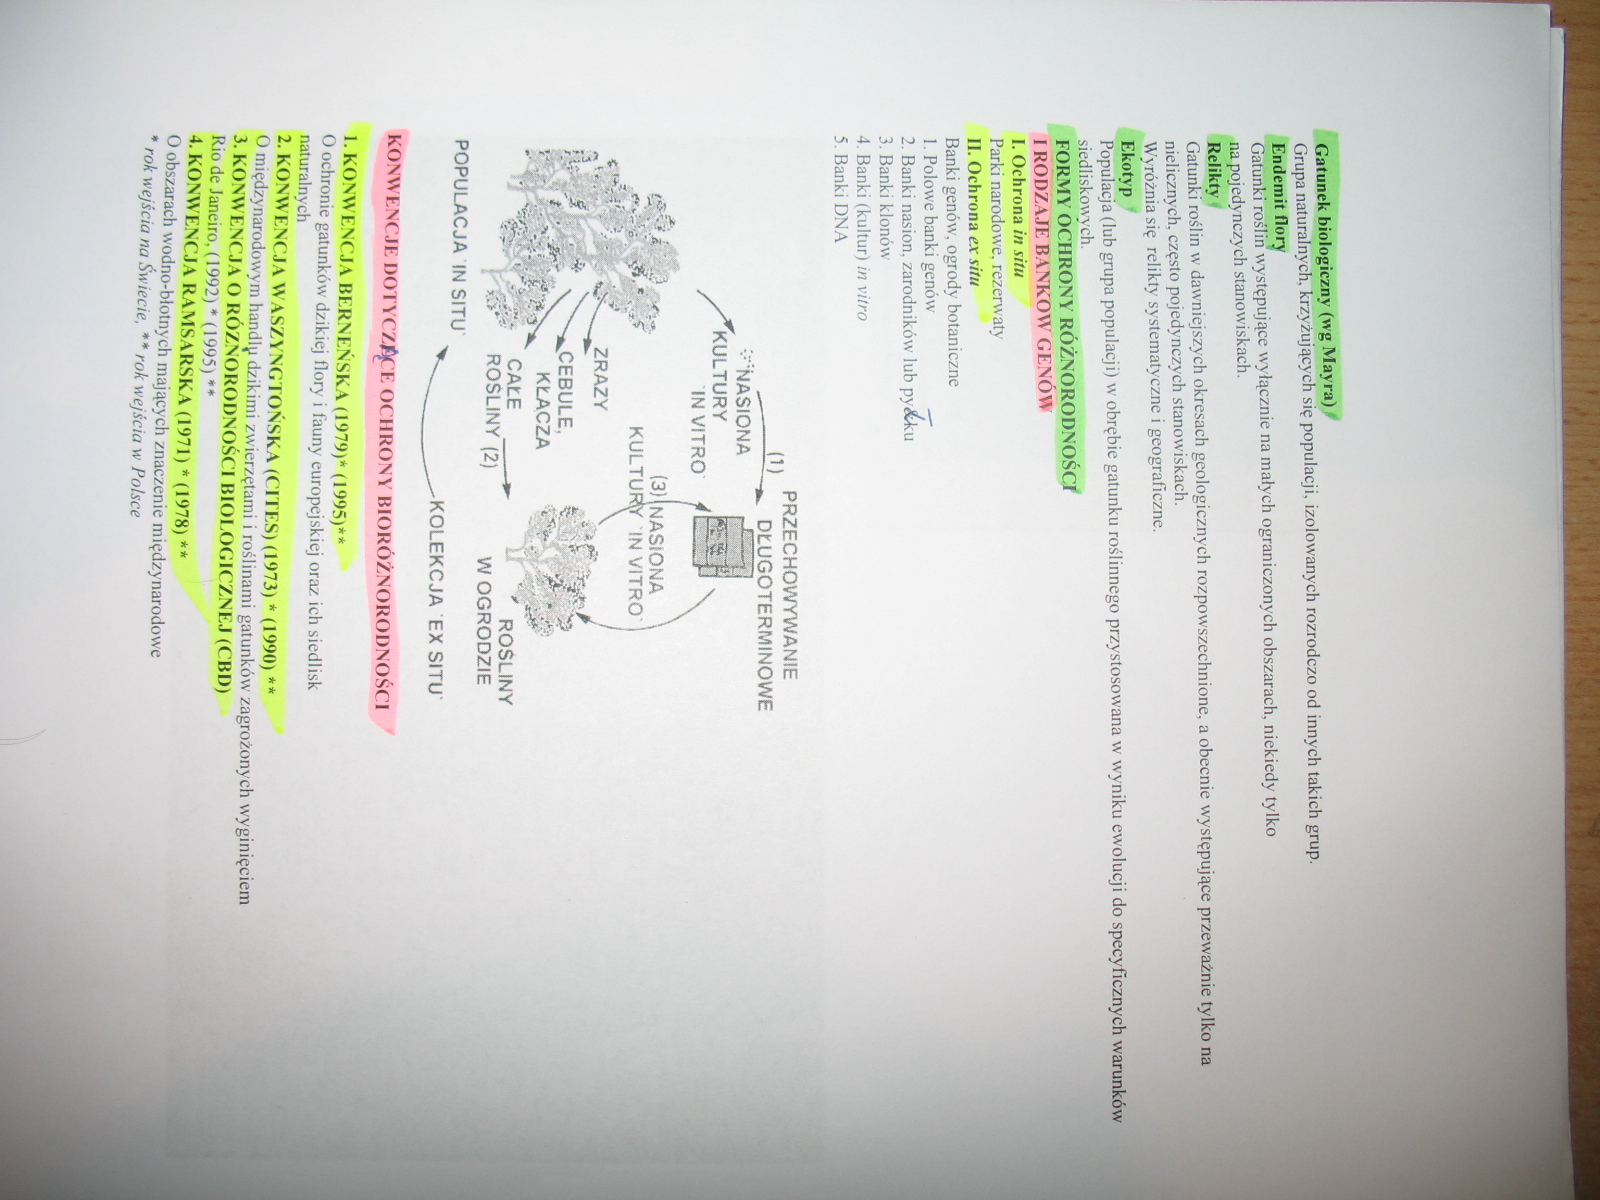 Gatunek biologiczny (wg Mayra)
Grupa naturalnych, krzyżujących się populacji, izolowanych rozrodczo od innych takich grup.
Endemit flory
Gatunki roślin występujące wyłącznie na małych ograniczonych obszarach, niekiedy tylko
na pojedynczych stanowiskach.
Relikty
Gatunki roślin w dawniejszych okresach geologicznych rozpowszechnione, a obecnie występujące przeważnie tylko na
nielicznych, często pojedynczych stanowiskach.
Wyróżnia się relikty systematyczne i geograficzne.
Ekotyp
Populacja (lub grupa populacji) w obrębie gatunku roślinnego przystosowana w wyniku ewolucji do specyficznych warunków
siedliskowych.
FORMY OCHRONY RÓŻNORODNOŚCI
I RODZAJE BANKÓW GENÓW
I. Ochrona in situ
Parki narodowe, rezerwaty
II. Ochrona ex situ
Banki genów, ogrody botaniczne
1. Polowe banki genów
2. Banki nasion, zarodników lub pyłku
3. Banki klonów
4. Banki (kultur) in vitro
5. Banki DNA
PRZECHOWYWANIE
DŁUGOTERMINOWE
(1)
NASIONA
KULTURY
`IN VITRO`
(3) NASIONA
KULTURY `IN VITRO`
ZRAZY
CEBULE,
KŁĄCZA
CAŁE
ROŚLINY (2)
ROŚLINY
W OGRODZIE
POPULACJA `IN SITU`
KOLEKCJA `EX SITU`
KONWENCJE DOTYCZĄCE OCHRONY BIORÓŻNORODNOŚCI
1. KONWENCJA BERNEŃSKA (1979)* (1995)**
O ochronie gatunków dzikiej flory i fauny europejskiej oraz ich siedlisk
naturalnych
2. KONWENCJA WASZYNGTOŃSKA (CITES) (1973) * (1990) **
O międzynarodowym handlu dzikimi zwierzętami i roślinami gatunków zagrożonych wyginięciem
3. KONWENCJA O RÓŻNORODNOŚCI BIOLOGICZNEJ (CBD)
Rio de Janeiro, (1992) * (1995) **
4. KONWENCJA RAMSARSKA (1971) * (1978) **
O obszarach wodno-błotny mających znaczenie międzynarodowe
* rok wejścia na Świecie, ** rok wejścia w Polsce